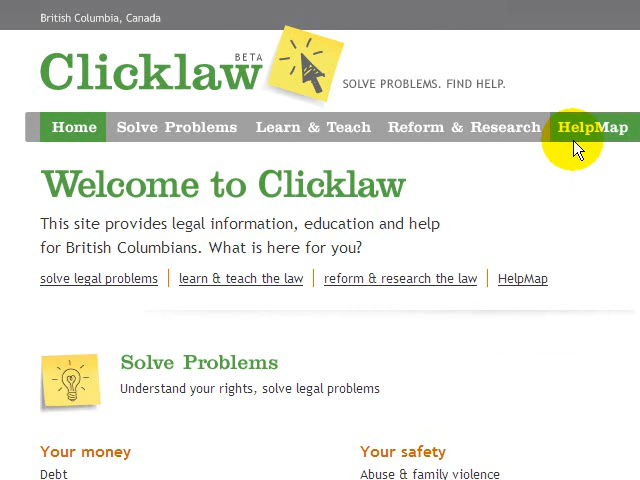 British Columbia, Canada
Clicklaw BETA
SOLVE PROBLEMS. FIND HELP.
Home Solve Problems Learn & Teach Reform & Research HelpMap
Welcome to Clicklaw
This site provides legal information, education and help
for British Columbians. What is here for you?
solve legal problems learn & teach the law reform & research the law HelpMap
Solve Problems
Understand your rights, solve legal problems
Your money Your safety
Debt Abuse & family violence